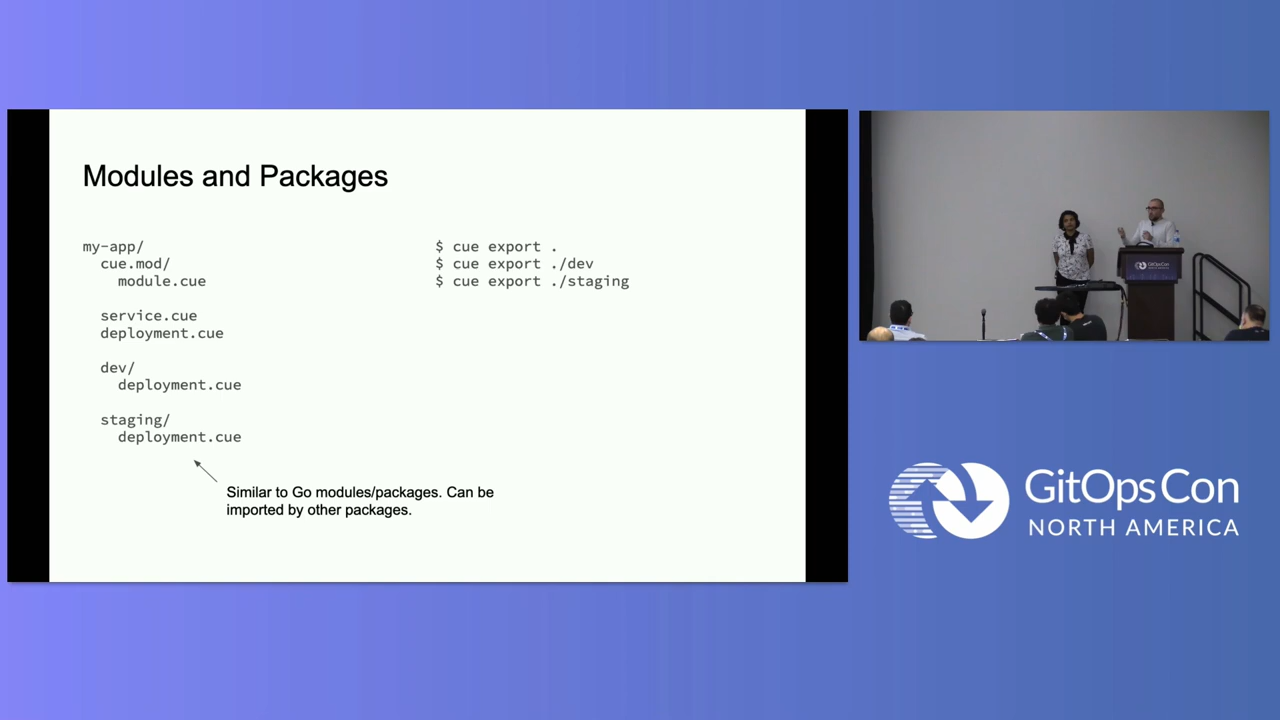 Modules and Packages
my-app/
cue.mod/
module.cue
service.cue
deployment.cue
dev/
deployment.cue
staging/
deployment.cue
Similar to Go modules/packages. Can be
imported by other packages.
$ cue export .
$ cue export ./dev
$ cue export ./staging
GitOpsCon
GitOpsCon
NORTH AMERICA